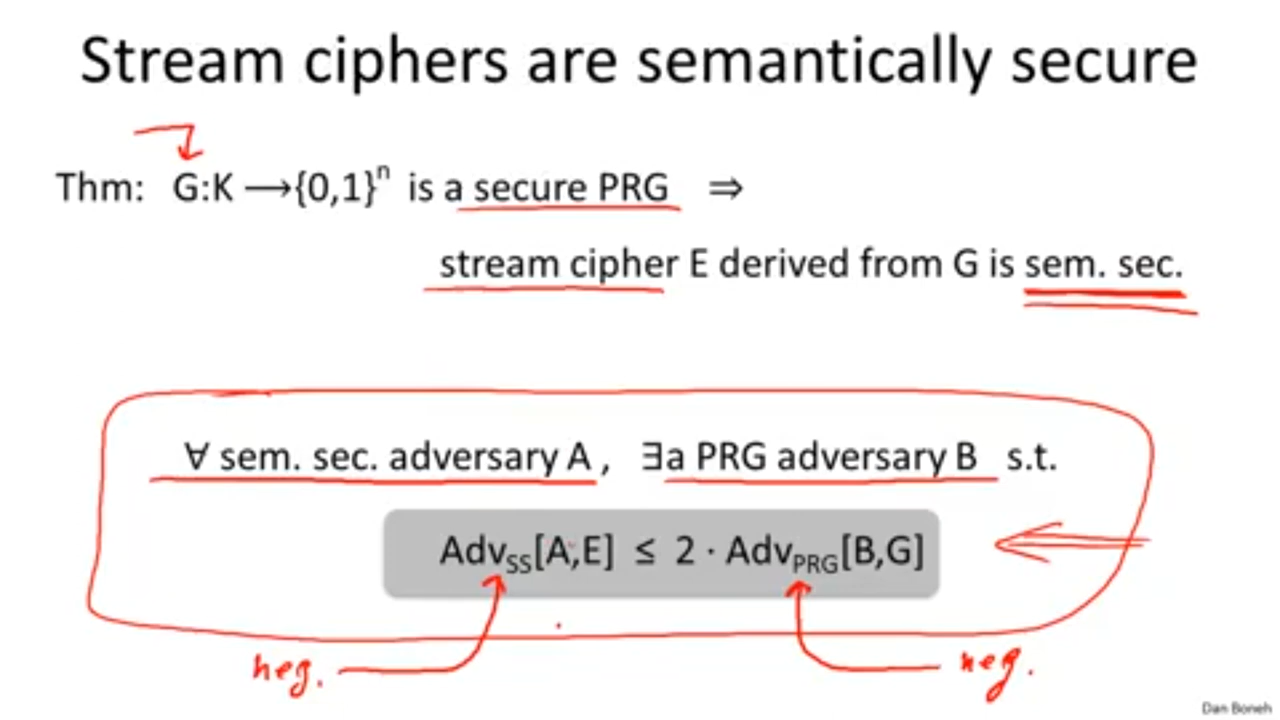 Stream ciphers are semantically secure
Thm: G:K ⟶{0,1}ⁿ is a secure PRG ⇒
stream cipher E derived from G is sem. sec.
∀ sem. sec. adversary A , ∃a PRG adversary B s.t.
Adv_SS[A,E] ≤ 2 · Adv_PRG[B,G]
neg. neg.
Dan Boneh